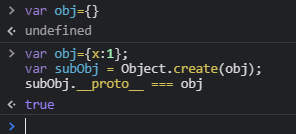 > var obj={}
< undefined
> var obj={x:1};
var subObj = Object.create(obj);
subObj.__proto__ === obj
< true
>